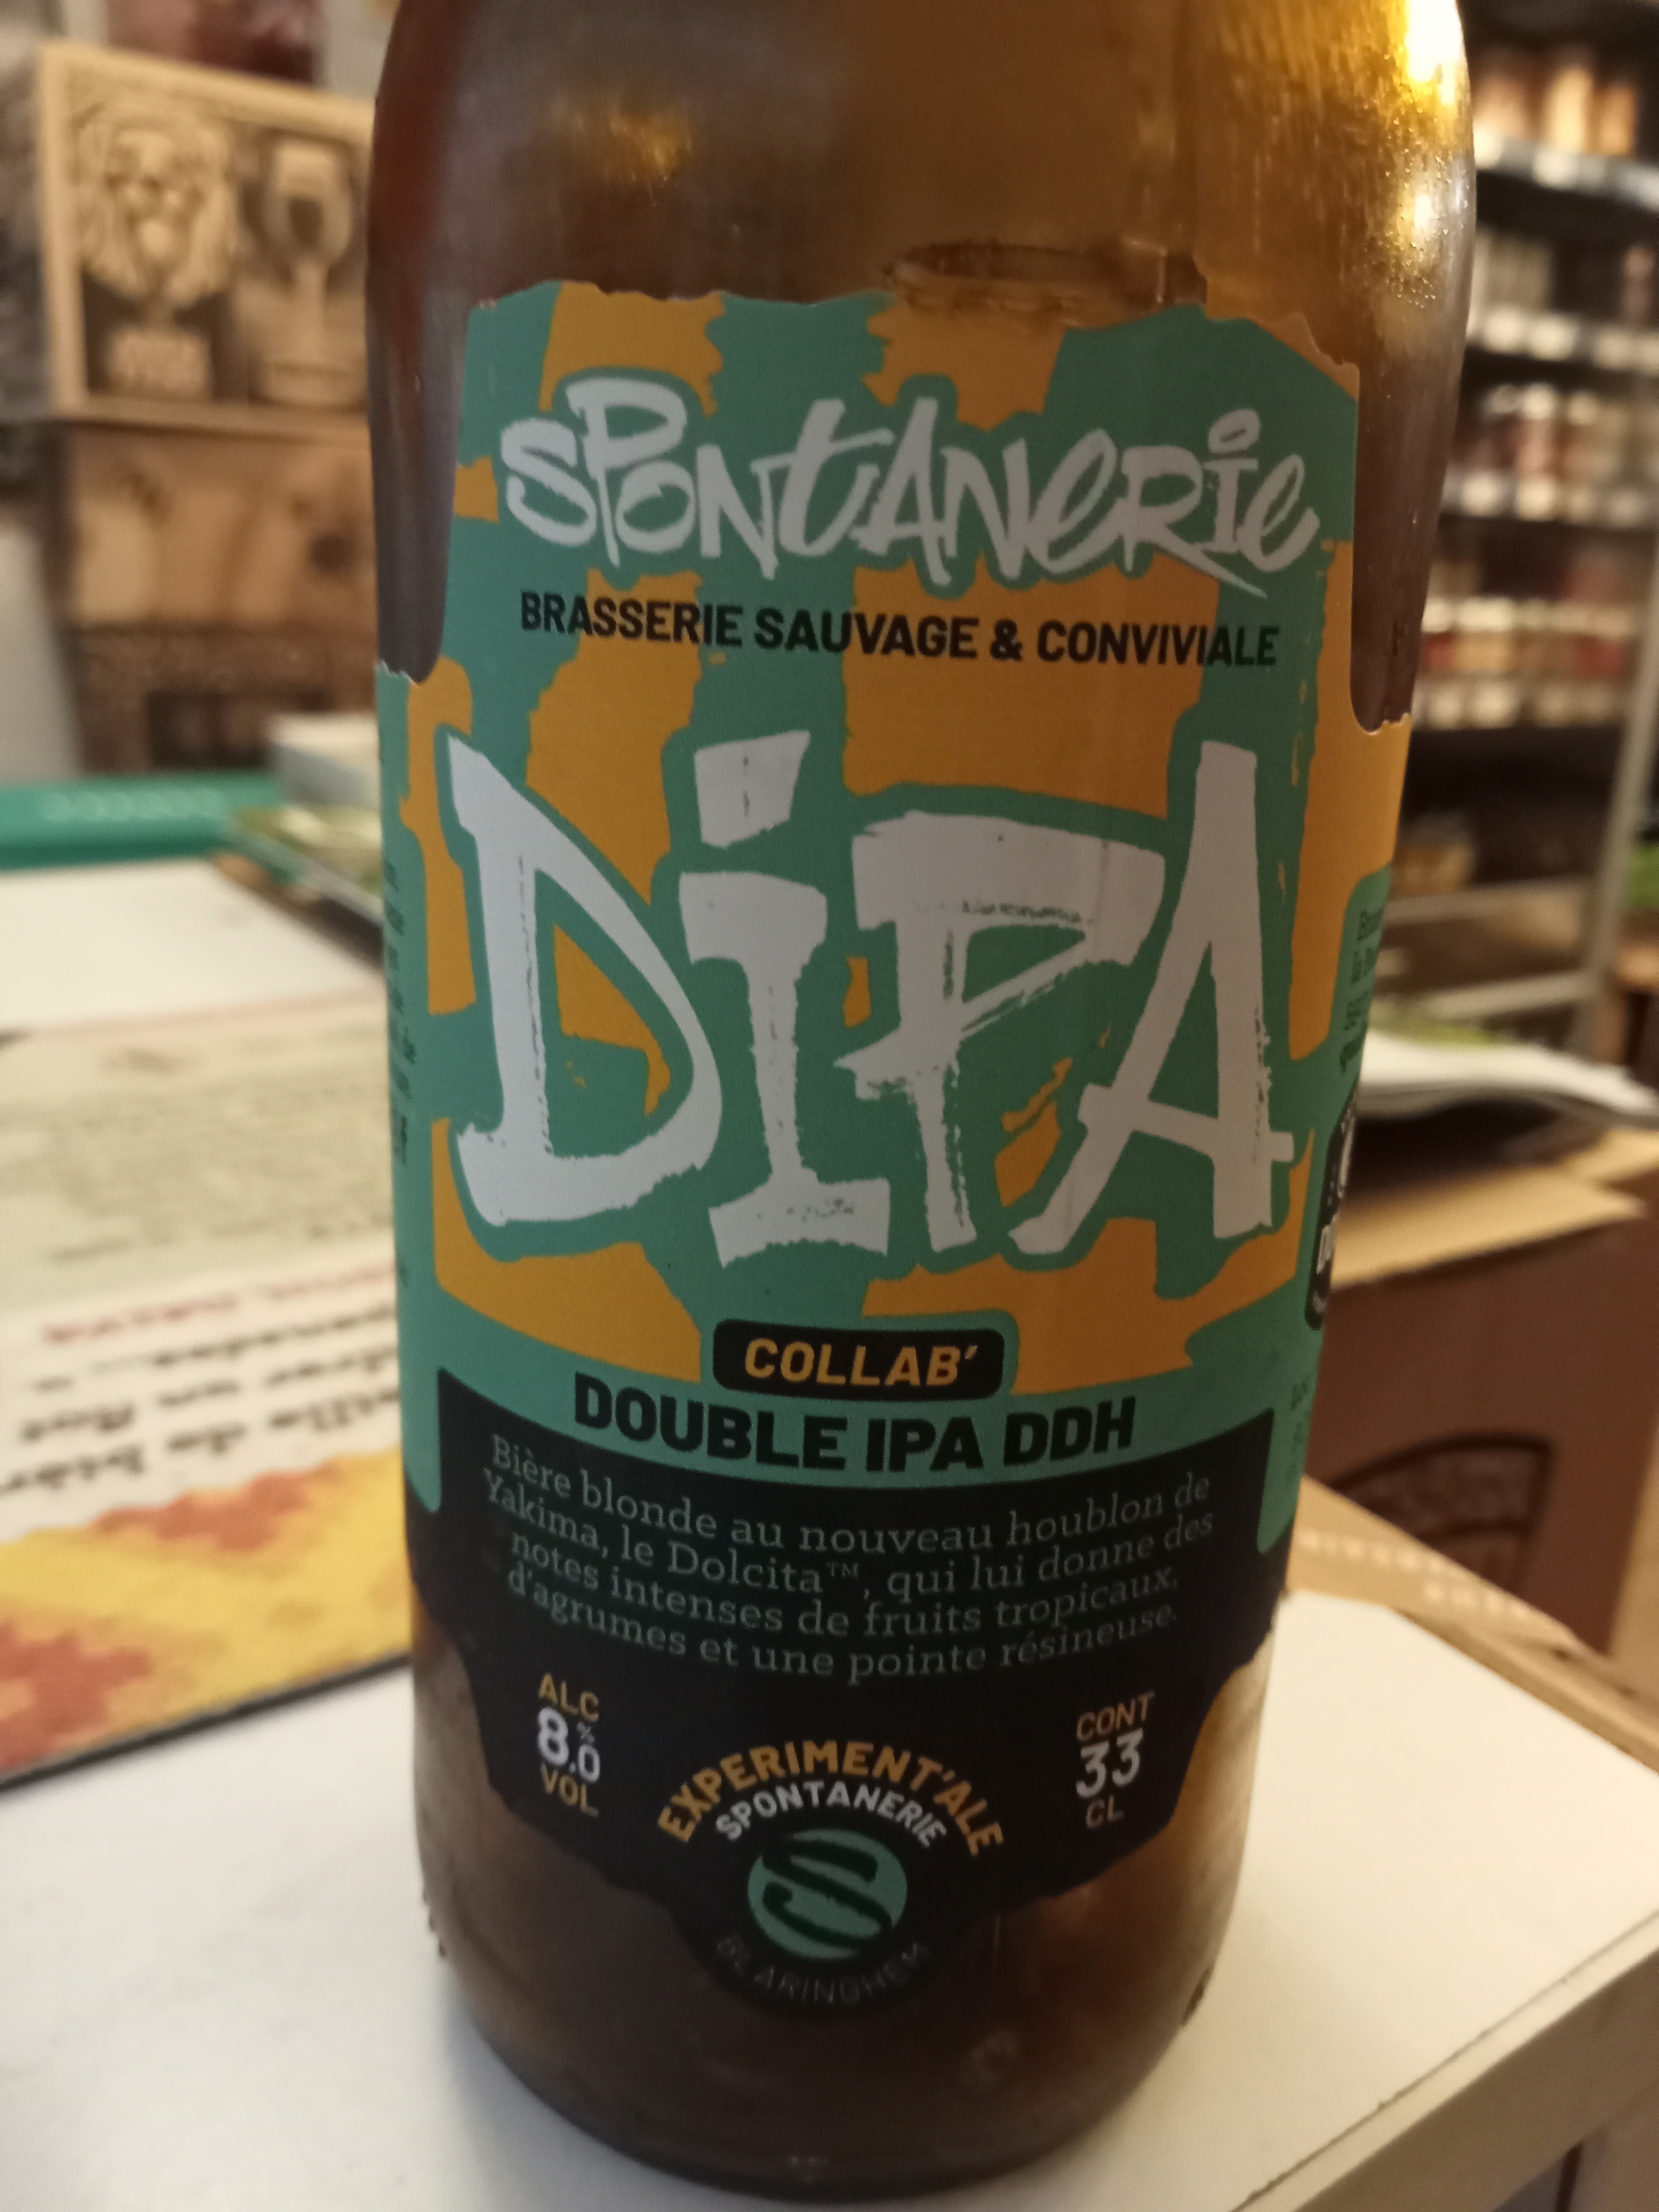 sPONtANeRIe
BRASSERIE SAUVAGE & CONVIVIALE
DiPA
COLLAB'
DOUBLE IPA DDH
Bière blonde au nouveau houblon de
Yakima, le Dolcita™, qui lui donne des
notes intenses de fruits tropicaux,
d'agrumes et une pointe résineuse.
ALC
8,0%
VOL
CONT
33
CL
EXPERIMENT'ALE
SPONTANERIE
S
BLARINGHEM